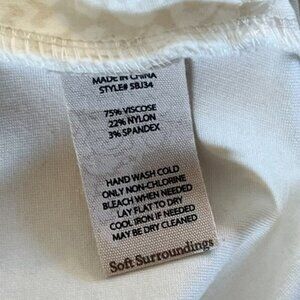 MADE IN CHINA
STYLE# SBJ34
75% VISCOSE
22% NYLON
3% SPANDEX
HAND WASH COLD
ONLY NON-CHLORINE
BLEACH WHEN NEEDED
LAY FLAT TO DRY
COOL IRON IF NEEDED
MAY BE DRY CLEANED
Soft Surroundings